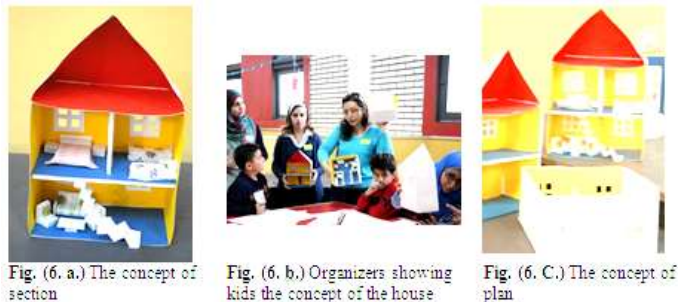 Fig. (6. a.) The concept of
section
Fig. (6. b.) Organizers showing
kids the concept of the house
Fig. (6. C.) The concept of
plan